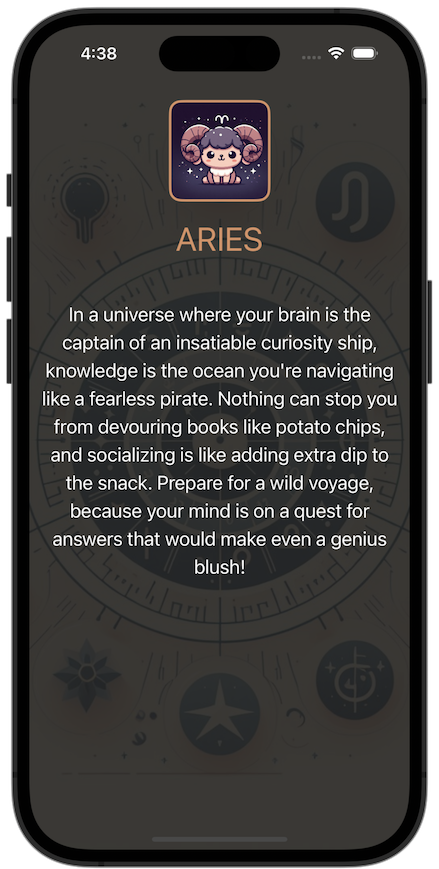 4:38
ARIES
In a universe where your brain is the
captain of an insatiable curiosity ship,
knowledge is the ocean you're navigating
like a fearless pirate. Nothing can stop you
from devouring books like potato chips,
and socializing is like adding extra dip to
the snack. Prepare for a wild voyage,
because your mind is on a quest for
answers that would make even a genius
blush!